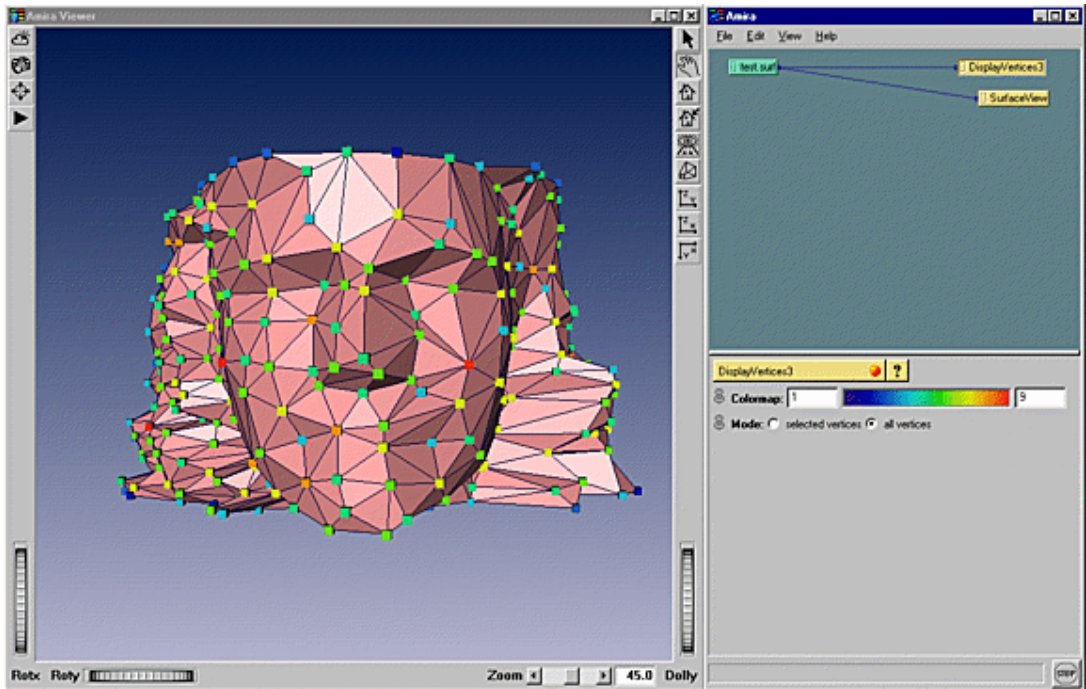 Amira Viewer
Amira
File Edit View Help
test.surf
DisplayVertices3
SurfaceView
DisplayVertices3 ?
Colormap: 1 9
Mode: selected vertices all vertices
Rotx Roty Zoom 45.0 Dolly
STOP